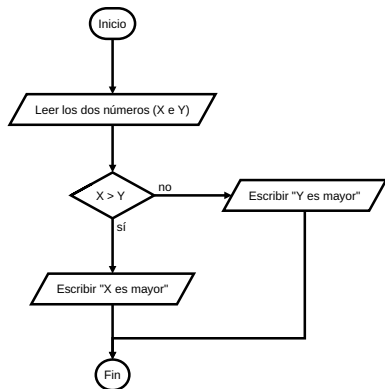 Inicio
Leer los dos números (X e Y)
X > Y
no
Escribir "Y es mayor"
sí
Escribir "X es mayor"
Fin